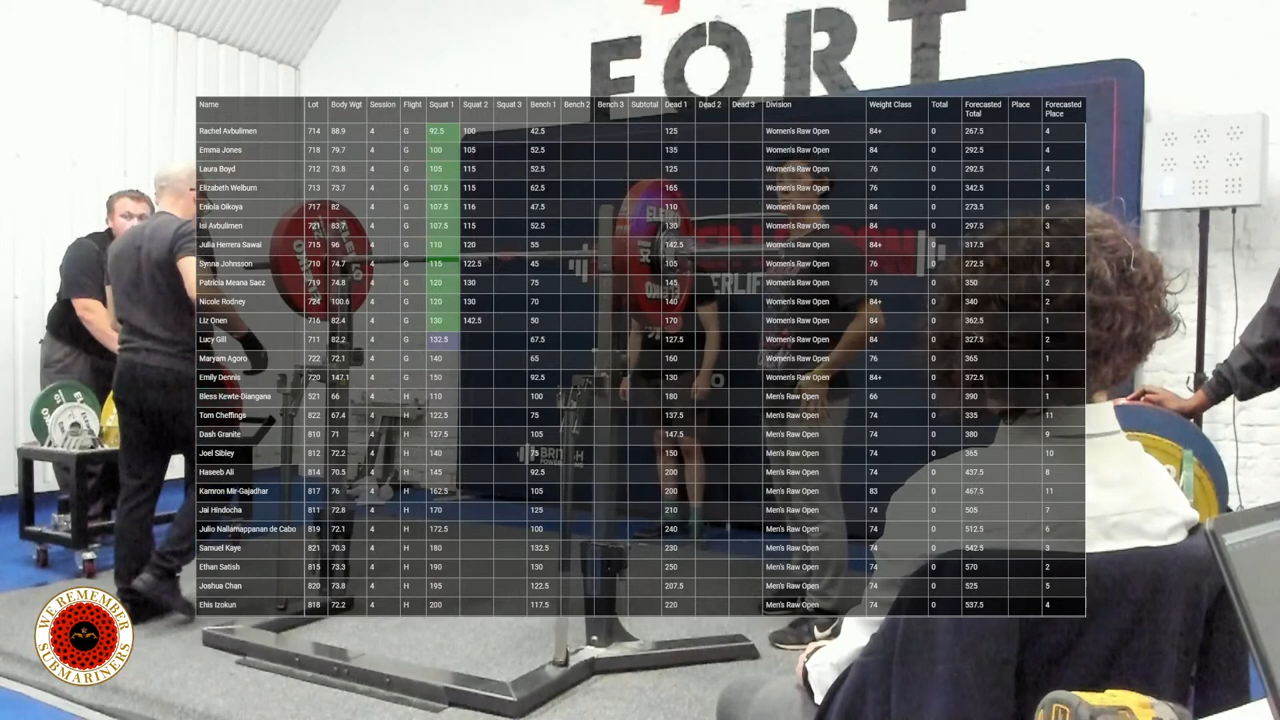 FORT
Name Lot Body Wgt Session Flight Squat 1 Squat 2 Squat 3 Bench 1 Bench 2 Bench 3 Subtotal Dead 1 Dead 2 Dead 3 Division Weight Class Total Forecasted Total Place Forecasted Place
Rachel Avbulimen 714 88.9 4 G 92.5 100 42.5 125 Women's Raw Open 84+ 0 267.5 4
Emma Jones 718 79.7 4 G 100 105 52.5 135 Women's Raw Open 84 0 292.5 4
Laura Boyd 712 73.8 4 G 105 115 52.5 125 Women's Raw Open 76 0 292.5 4
Elizabeth Welburn 713 73.7 4 G 107.5 115 62.5 165 Women's Raw Open 76 0 342.5 3
Eniola Oikoya 717 82 4 G 107.5 116 47.5 110 Women's Raw Open 84 0 273.5 6
Isi Avbulimen 721 83.7 4 G 107.5 115 52.5 130 Women's Raw Open 84 0 297.5 3
Julia Herrera Sawai 715 96 4 G 110 120 55 142.5 Women's Raw Open 84+ 0 317.5 3
Synna Johnsson 710 74.7 4 G 115 122.5 45 105 Women's Raw Open 76 0 272.5 5
Patricia Meana Saez 719 74.8 4 G 120 130 75 145 Women's Raw Open 76 0 350 2
Nicole Rodney 724 100.6 4 G 120 130 70 140 Women's Raw Open 84+ 0 340 2
Liz Onen 716 82.4 4 G 130 142.5 50 170 Women's Raw Open 84 0 362.5 1
Lucy Gill 711 82.2 4 G 132.5 67.5 127.5 Women's Raw Open 84 0 327.5 2
Maryam Agoro 722 72.1 4 G 140 65 160 Women's Raw Open 76 0 365 1
Emily Dennis 720 147.1 4 G 150 92.5 130 Women's Raw Open 84+ 0 372.5 1
Bless Kewte-Diangana 521 66 4 H 110 100 180 Men's Raw Open 66 0 390 1
Tom Cheffings 822 67.4 4 H 122.5 75 137.5 Men's Raw Open 74 0 335 11
Dash Granite 810 71 4 H 127.5 105 147.5 Men's Raw Open 74 0 380 9
Joel Sibley 812 72.2 4 H 140 75 150 Men's Raw Open 74 0 365 10
Haseeb Ali 814 70.5 4 H 145 92.5 200 Men's Raw Open 74 0 437.5 8
Kamron Mir-Gajadhar 817 76 4 H 162.5 105 200 Men's Raw Open 83 0 467.5 11
Jai Hindocha 811 72.8 4 H 170 125 210 Men's Raw Open 74 0 505 7
Julio Nallamappanan de Cabo 819 72.1 4 H 172.5 100 240 Men's Raw Open 74 0 512.5 6
Samuel Kaye 821 70.3 4 H 180 132.5 230 Men's Raw Open 74 0 542.5 3
Ethan Satish 815 73.3 4 H 190 130 250 Men's Raw Open 74 0 570 2
Joshua Chan 820 73.8 4 H 195 122.5 207.5 Men's Raw Open 74 0 525 5
Ehis Izokun 818 72.2 4 H 200 117.5 220 Men's Raw Open 74 0 537.5 4
BRITISH
WE REMEMBER
SUBMARINERS